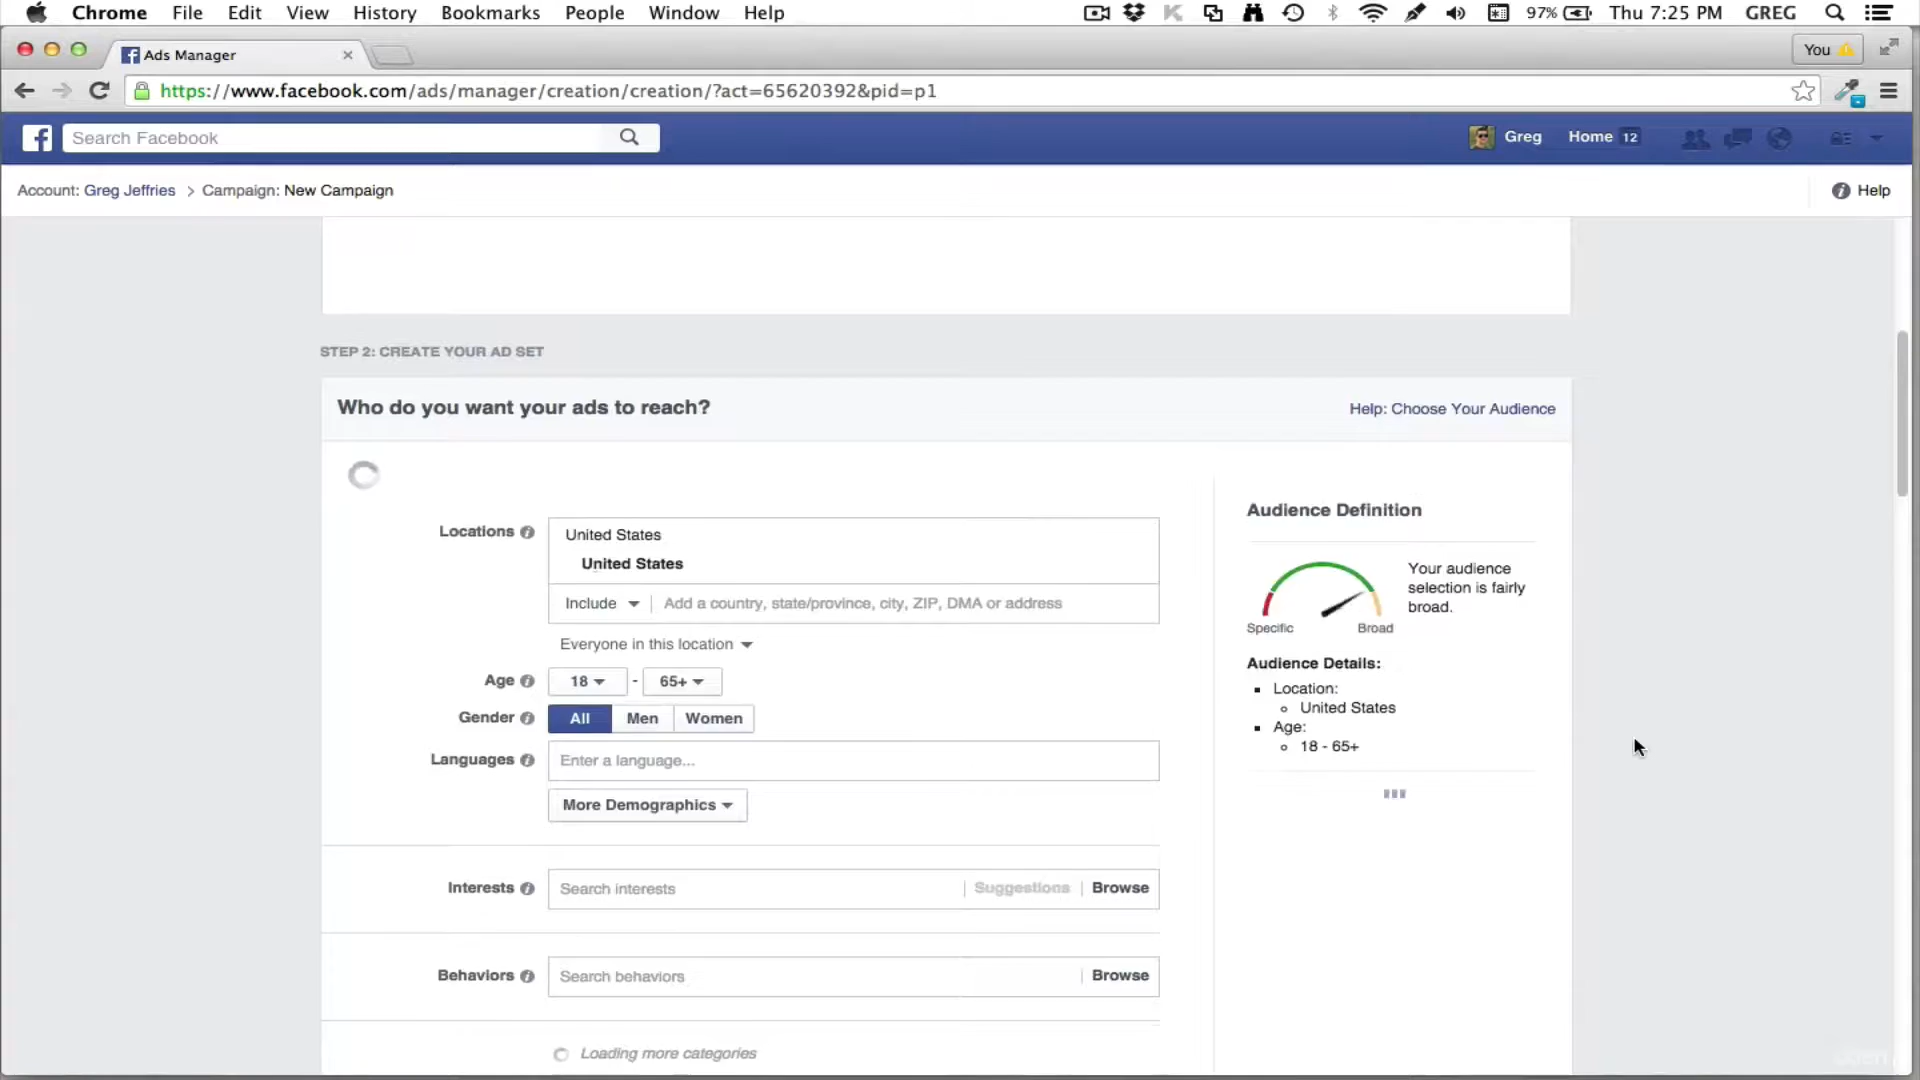 Chrome File Edit View History Bookmarks People Window Help 97% Thu 7:25 PM GREG
Ads Manager You
https://www.facebook.com/ads/manager/creation/creation/?act=65620392&pid=p1
Search Facebook Greg Home 12
Account: Greg Jeffries > Campaign: New Campaign Help
STEP 2: CREATE YOUR AD SET
Who do you want your ads to reach? Help: Choose Your Audience
Locations United States
United States
Include Add a country, state/province, city, ZIP, DMA or address
Everyone in this location
Age 18 - 65+
Gender All Men Women
Languages Enter a language...
More Demographics
Interests Search interests Suggestions Browse
Behaviors Search behaviors Browse
Loading more categories
Audience Definition
Your audience
selection is fairly
broad.
Specific Broad
Audience Details:
Location:
United States
Age:
18 - 65+